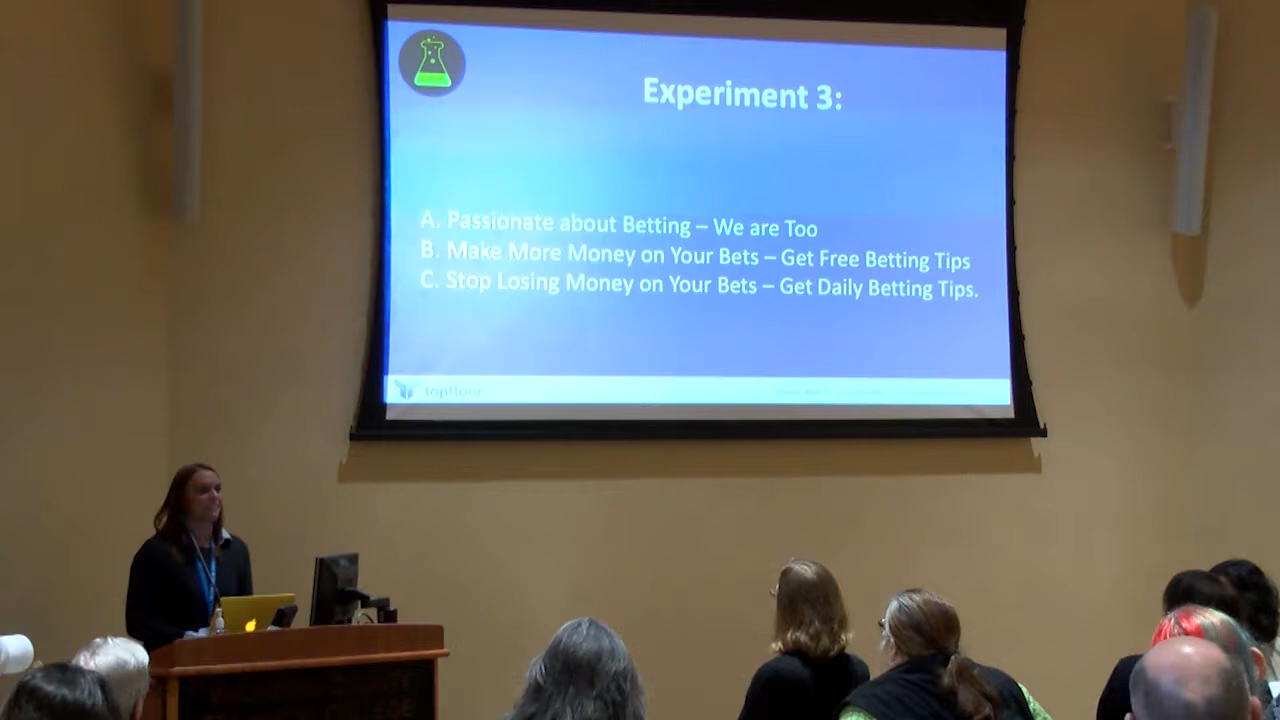 Experiment 3:
A. Passionate about Betting – We are Too
B. Make More Money on Your Bets – Get Free Betting Tips
C. Stop Losing Money on Your Bets – Get Daily Betting Tips.
topfloor